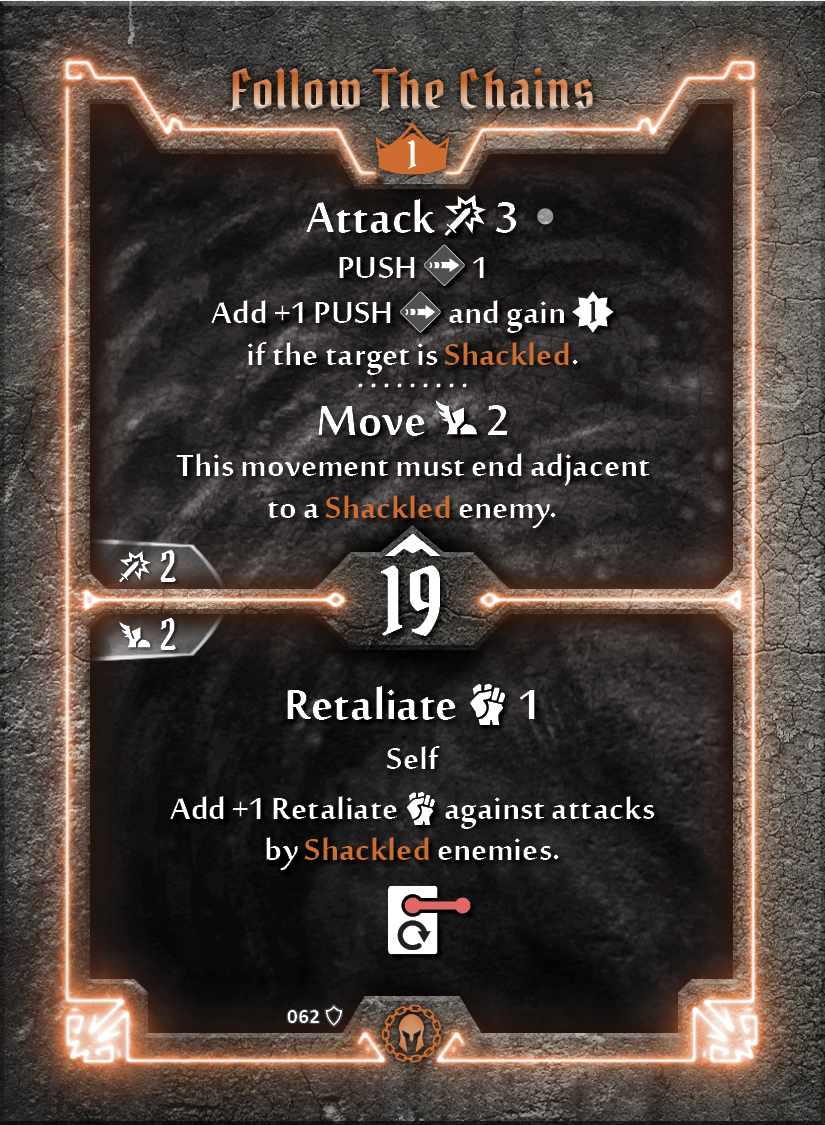 Follow The Chains
1
Attack 3
PUSH 1
Add +1 PUSH and gain 1
if the target is Shackled.
Move 2
This movement must end adjacent
to a Shackled enemy.
2
19
2
Retaliate 1
Self
Add +1 Retaliate against attacks
by Shackled enemies.
062